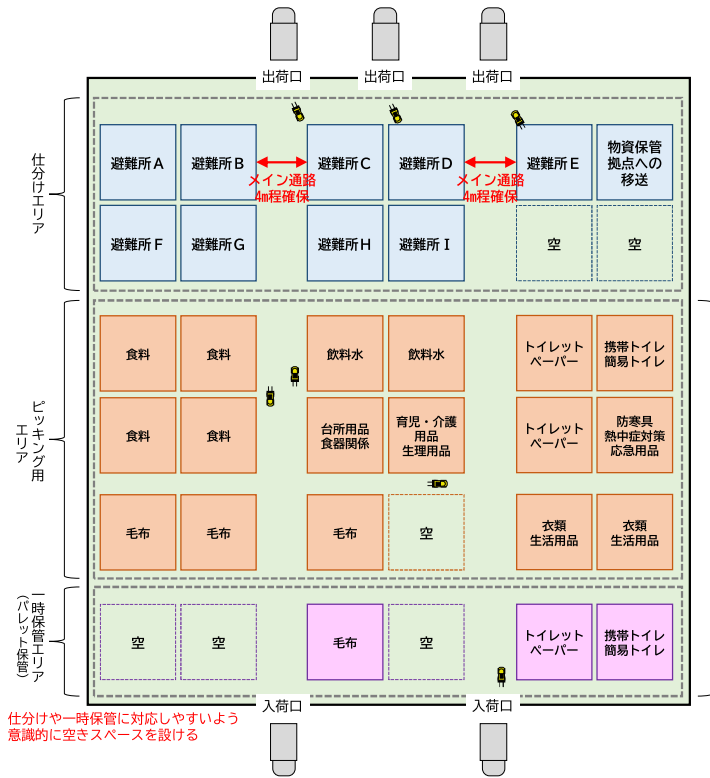 出荷口
出荷口
出荷口
仕分けエリア
避難所A
避難所B
避難所C
避難所D
避難所E
物資保管
拠点への
移送
メイン通路
4m程確保
メイン通路
4m程確保
避難所F
避難所G
避難所H
避難所I
空
空
ピッキング用
エリア
食料
食料
飲料水
飲料水
トイレット
ペーパー
携帯トイレ
簡易トイレ
食料
食料
台所用品
食器関係
育児・介護
用品
生理用品
トイレット
ペーパー
防寒具
熱中症対策
応急用品
毛布
毛布
毛布
空
衣類
生活用品
衣類
生活用品
一時保管エリア
(パレット保管)
空
空
毛布
空
トイレット
ペーパー
携帯トイレ
簡易トイレ
入荷口
入荷口
仕分けや一時保管に対応しやすいよう
意識的に空きスペースを設ける